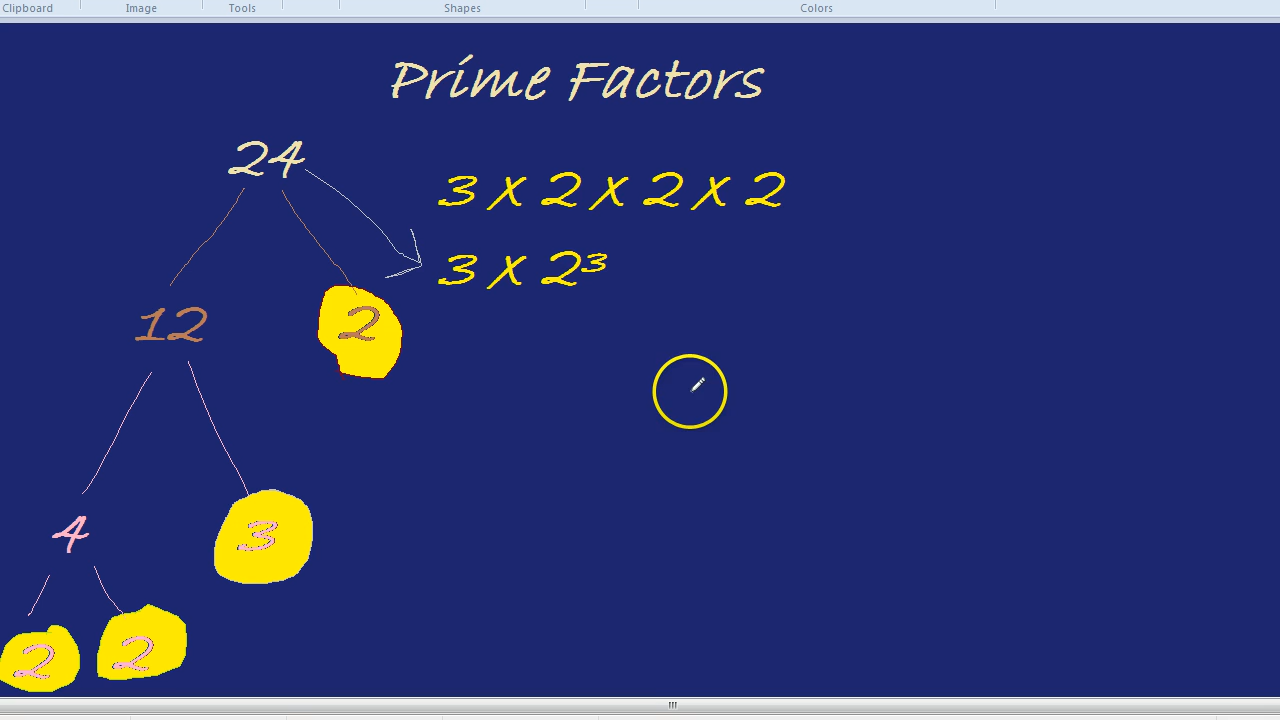 Clipboard Image Tools Shapes Colors
Prime Factors
24
3 X 2 X 2 X 2
3 X 2³
12 2
4 3
2 2